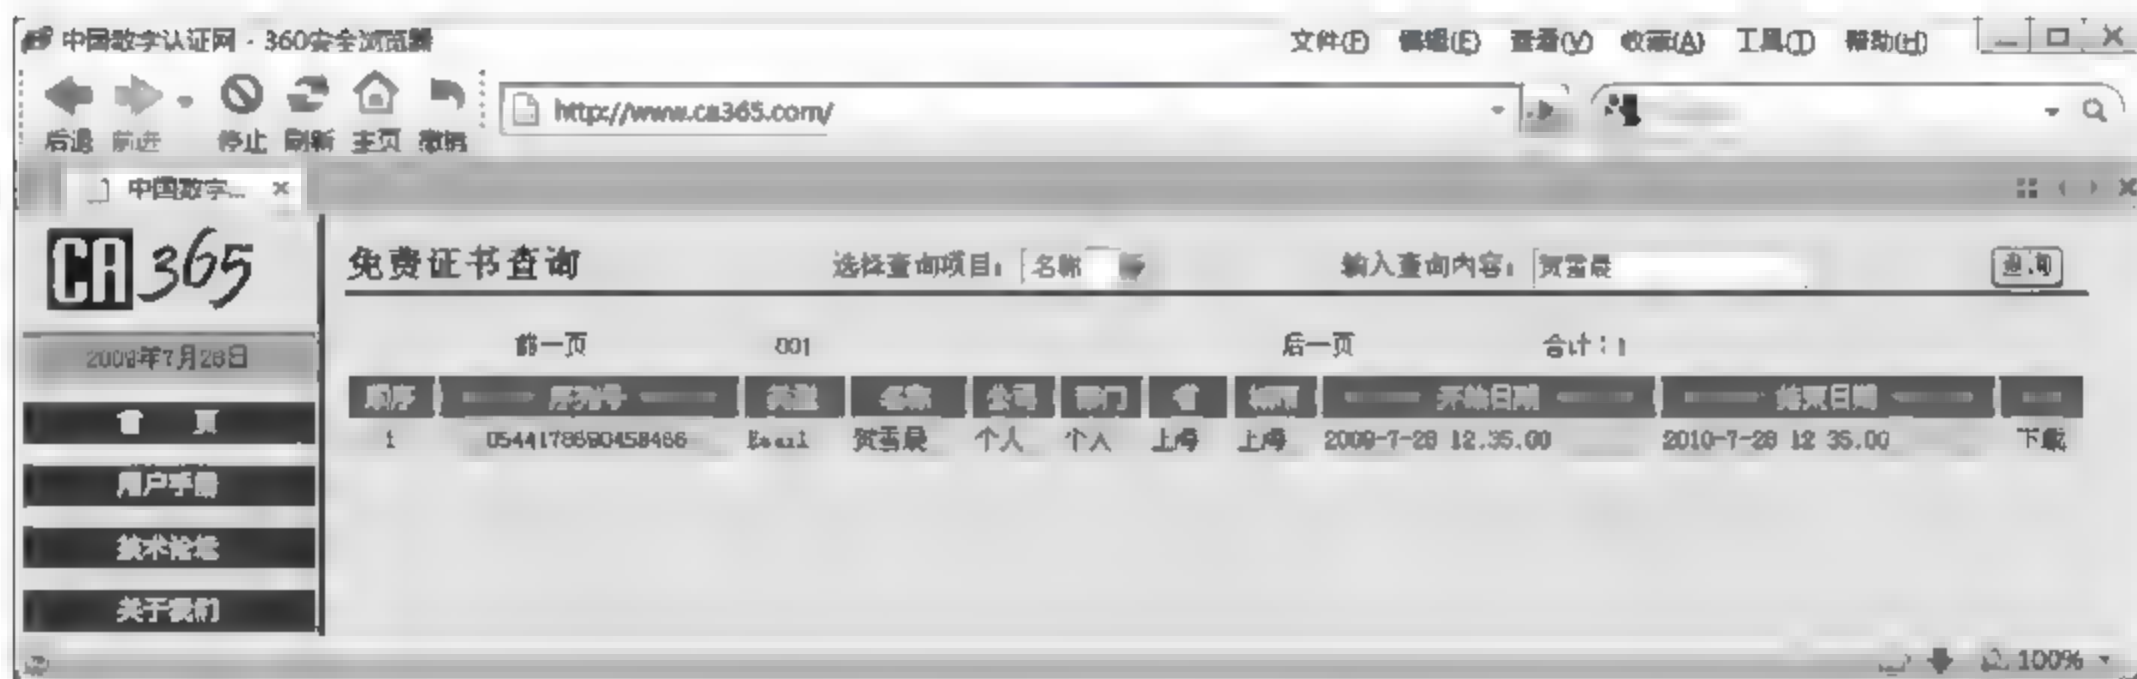 中国数字认证网 - 360安全浏览器 文件(F) 编辑(E) 查看(V) 收藏(A) 工具(T) 帮助(H)
http://www.ca365.com/
后退 前进 停止 刷新 主页 撤销
中国数字...
CA365
免费证书查询 选择查询项目: 名称 输入查询内容: 贺雪晨 查询
2009年7月28日
前一页 001 后一页 合计:1
顺序 序列号 类型 名称 公司 部门 省 城市 开始日期 结束日期
1 Email 贺雪晨 个人 个人 上海 上海 2009-7-28 12:35:00 2010-7-28 12:35:00 下载
首 页
用户手册
技术论坛
关于我们
100%